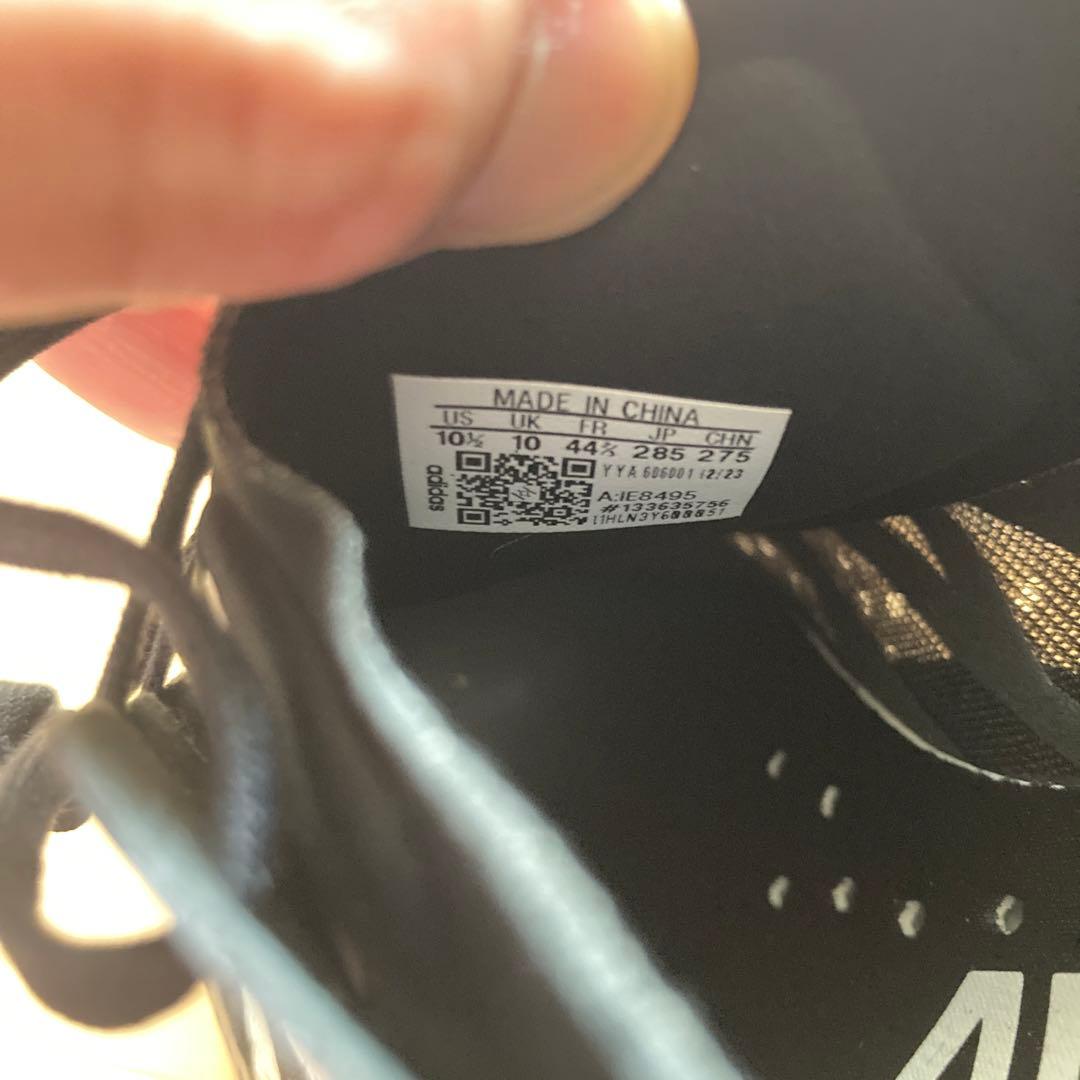 MADE IN CHINA
US UK FR JP CHN
10½ 10 44⅔ 285 275
YYA 606001 12/23
A:IE8495
#133635756
adidas